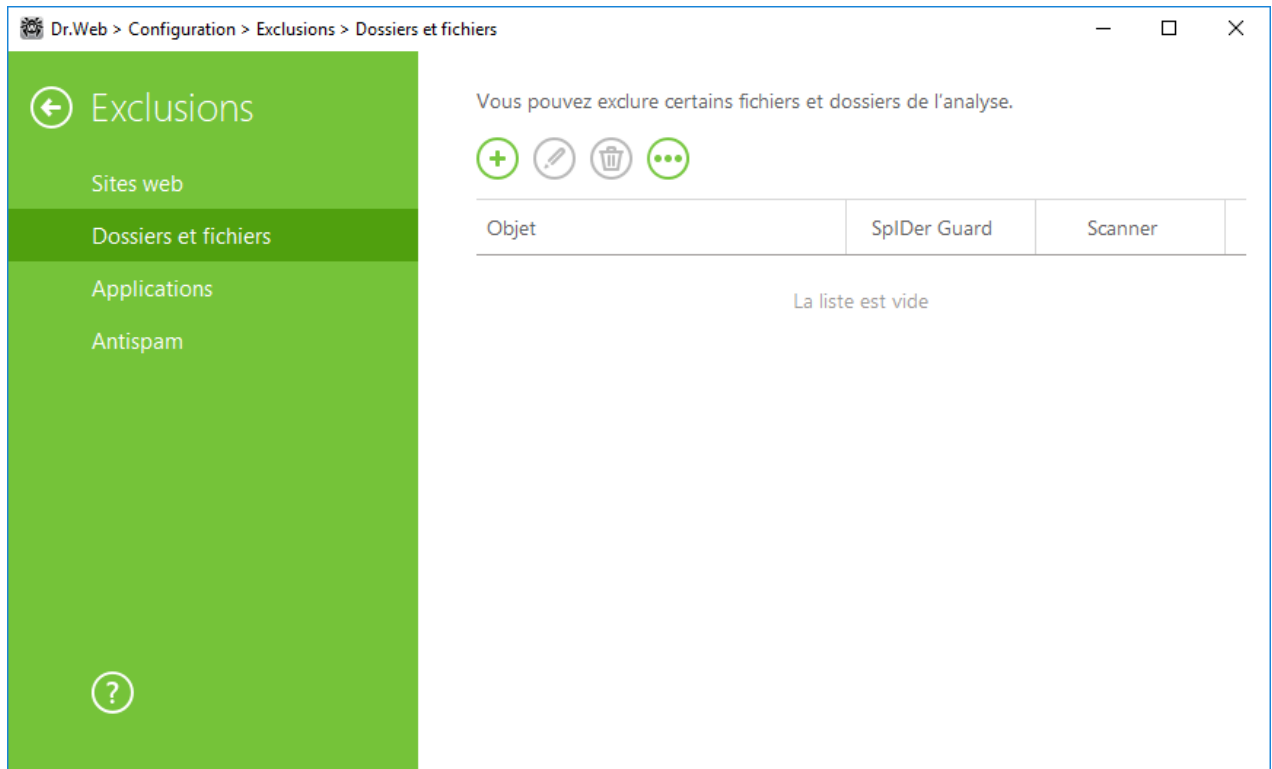 Dr.Web > Configuration > Exclusions > Dossiers et fichiers
Exclusions
Sites web
Dossiers et fichiers
Applications
Antispam
?
Vous pouvez exclure certains fichiers et dossiers de l'analyse.
Objet SpIDer Guard Scanner
La liste est vide